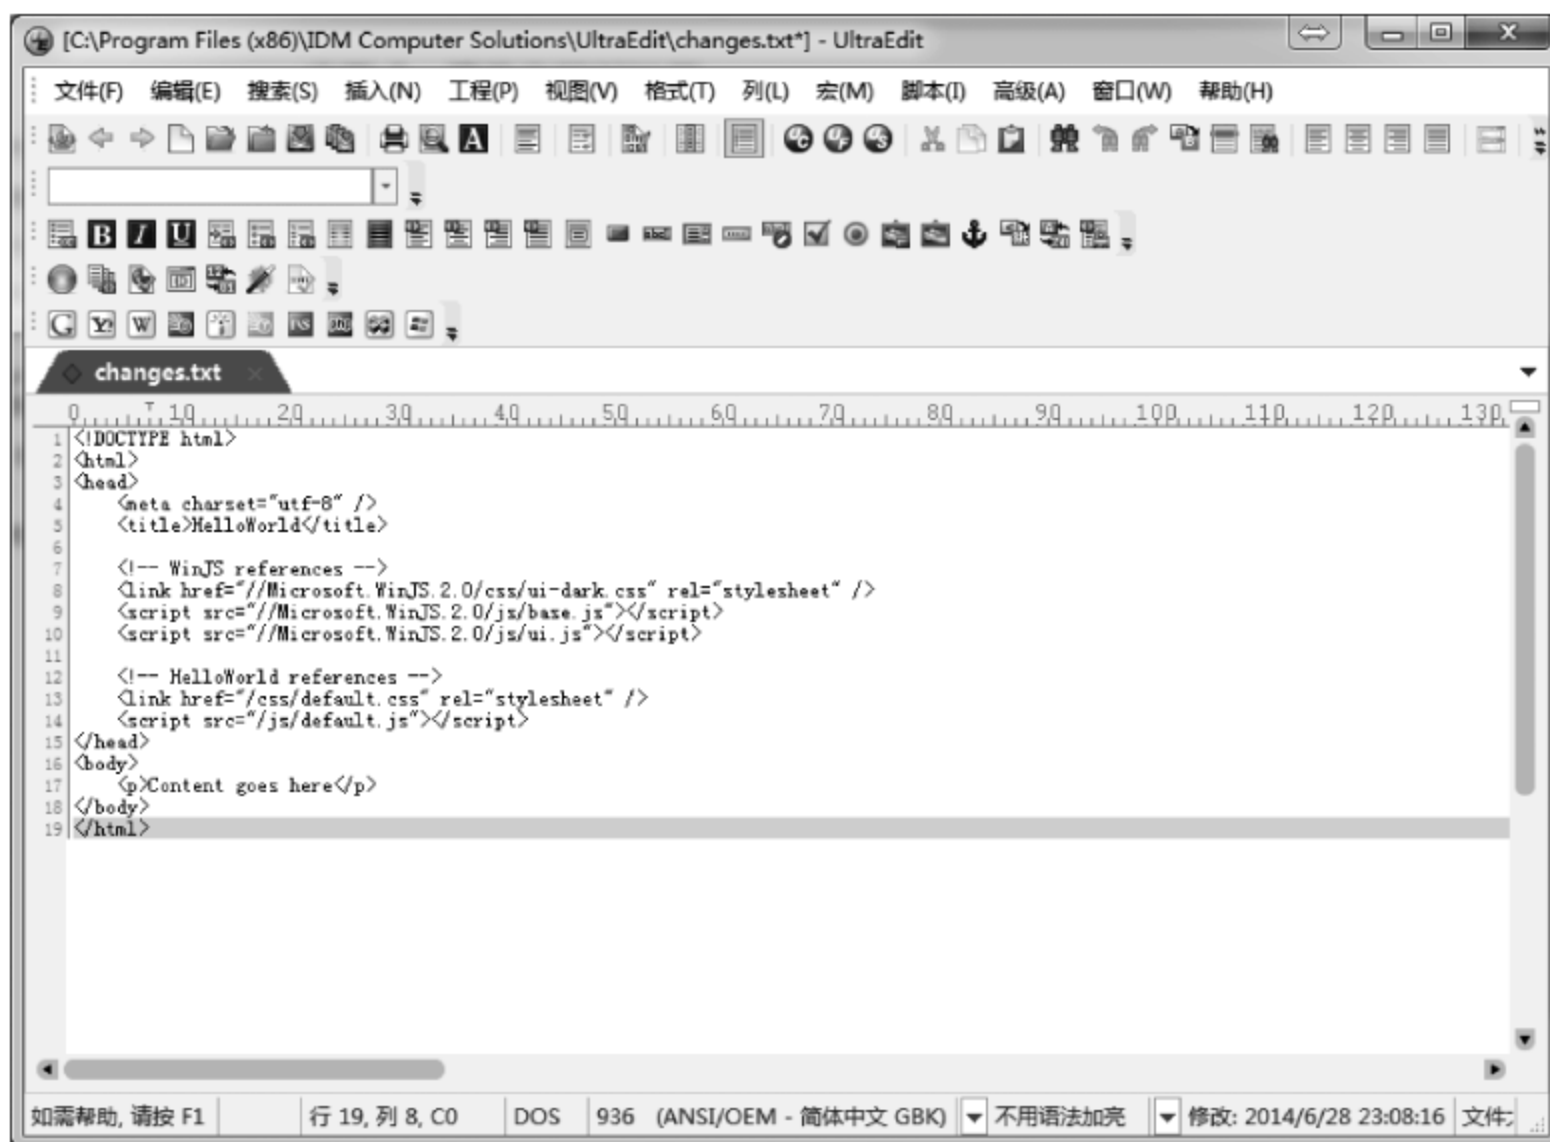 [C:\Program Files (x86)\IDM Computer Solutions\UltraEdit\changes.txt*] - UltraEdit
文件(F) 编辑(E) 搜索(S) 插入(N) 工程(P) 视图(V) 格式(T) 列(L) 宏(M) 脚本(I) 高级(A) 窗口(W) 帮助(H)
changes.txt
0 10 20 30 40 50 60 70 80 90 100 110 120 130
1 <!DOCTYPE html>
2 <html>
3 <head>
4 <meta charset="utf-8" />
5 <title>HelloWorld</title>
6
7 <!-- WinJS references -->
8 <link href="//Microsoft.WinJS.2.0/css/ui-dark.css" rel="stylesheet" />
9 <script src="//Microsoft.WinJS.2.0/js/base.js"></script>
10 <script src="//Microsoft.WinJS.2.0/js/ui.js"></script>
11
12 <!-- HelloWorld references -->
13 <link href="/css/default.css" rel="stylesheet" />
14 <script src="/js/default.js"></script>
15 </head>
16 <body>
17 <p>Content goes here</p>
18 </body>
19 </html>
如需帮助, 请按 F1 行 19, 列 8, C0 DOS 936 (ANSI/OEM - 简体中文 GBK) 不用语法加亮 修改: 2014/6/28 23:08:16 文件